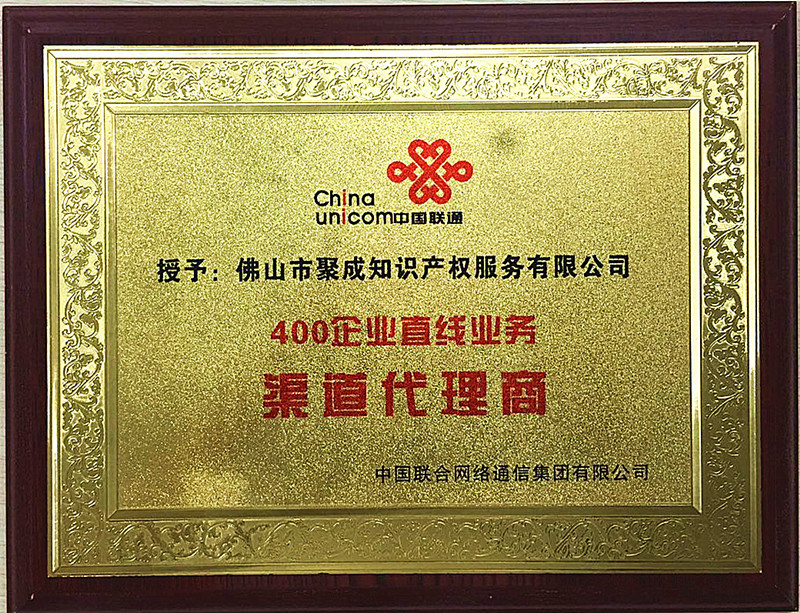 China
unicom中国联通
授予：佛山市聚成知识产权服务有限公司
400企业直线业务
渠道代理商
中国联合网络通信集团有限公司